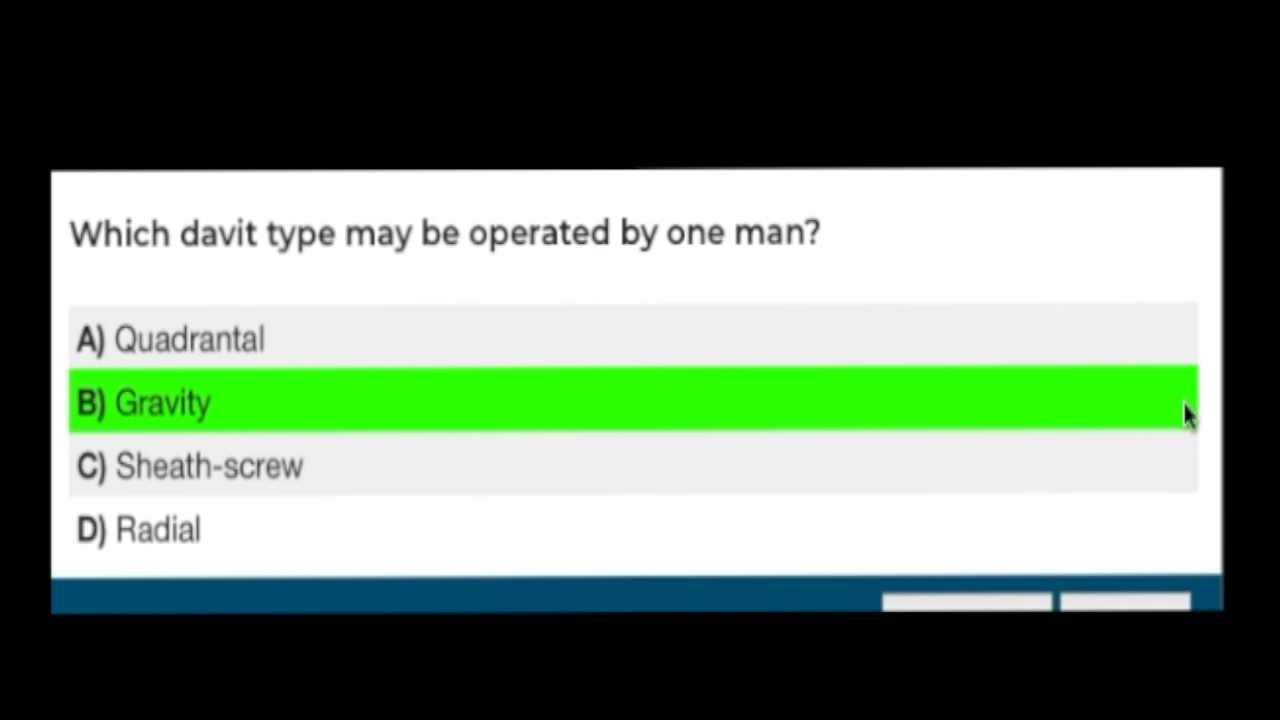 Which davit type may be operated by one man?
A) Quadrantal
B) Gravity
C) Sheath-screw
D) Radial